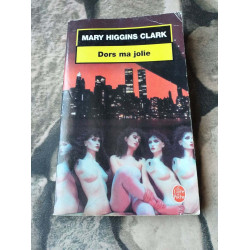 MARY HIGGINS CLARK
Dors ma jolie